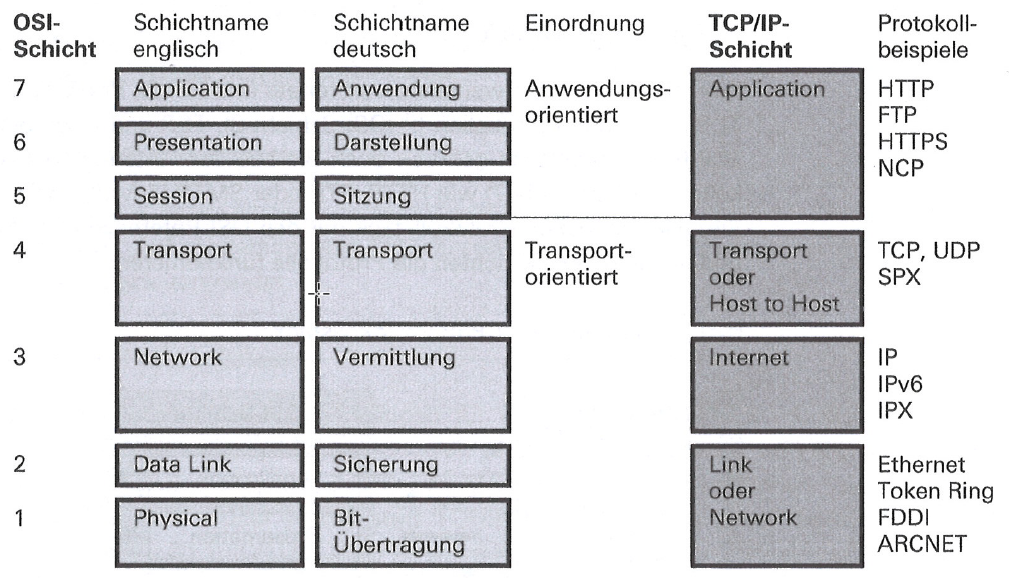 OSI-Schicht Schichtname englisch Schichtname deutsch Einordnung TCP/IP-Schicht Protokoll-beispiele
7 Application Anwendung Anwendungs-orientiert Application HTTP
FTP
6 Presentation Darstellung HTTPS
NCP
5 Session Sitzung
4 Transport Transport Transport-orientiert Transport TCP, UDP
oder SPX
Host to Host
3 Network Vermittlung Internet IP
IPv6
IPX
2 Data Link Sicherung Link Ethernet
oder Token Ring
1 Physical Bit- Network FDDI
Übertragung ARCNET